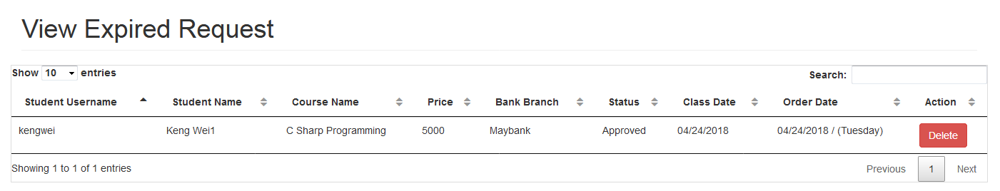 View Expired Request
Show 10 entries Search:
Student Username Student Name Course Name Price Bank Branch Status Class Date Order Date Action
kengwei Keng Wei1 C Sharp Programming 5000 Maybank Approved 04/24/2018 04/24/2018 / (Tuesday) Delete
Showing 1 to 1 of 1 entries Previous 1 Next